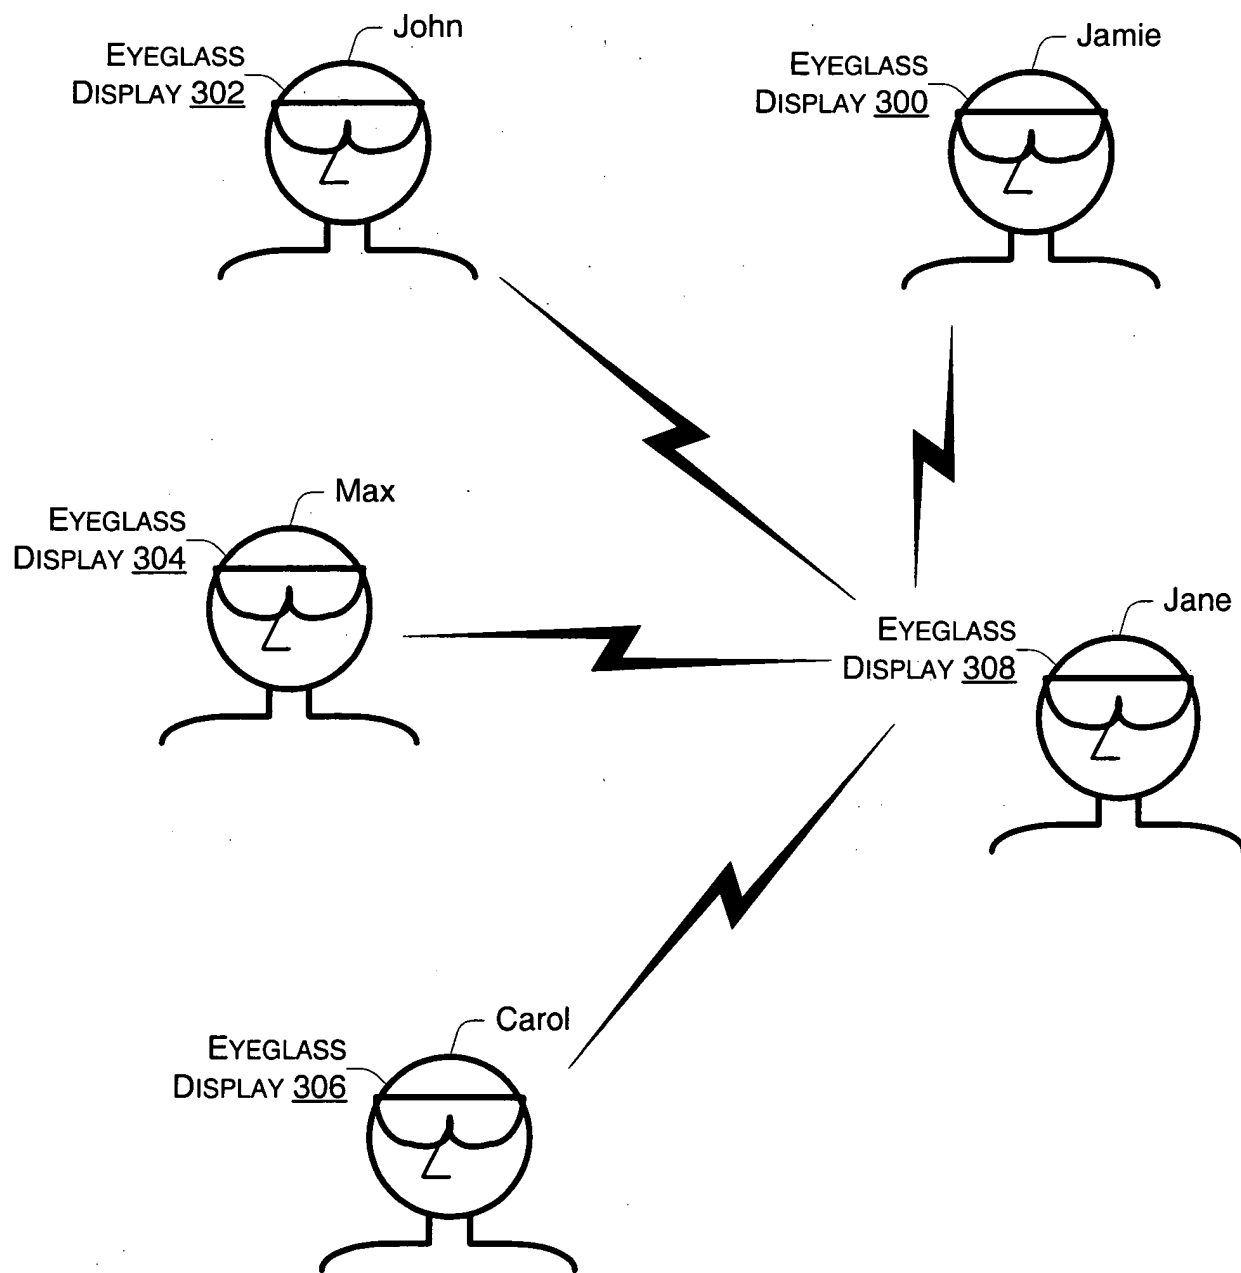 John
EYEGLASS
DISPLAY 302
Jamie
EYEGLASS
DISPLAY 300
Max
EYEGLASS
DISPLAY 304
Jane
EYEGLASS
DISPLAY 308
Carol
EYEGLASS
DISPLAY 306